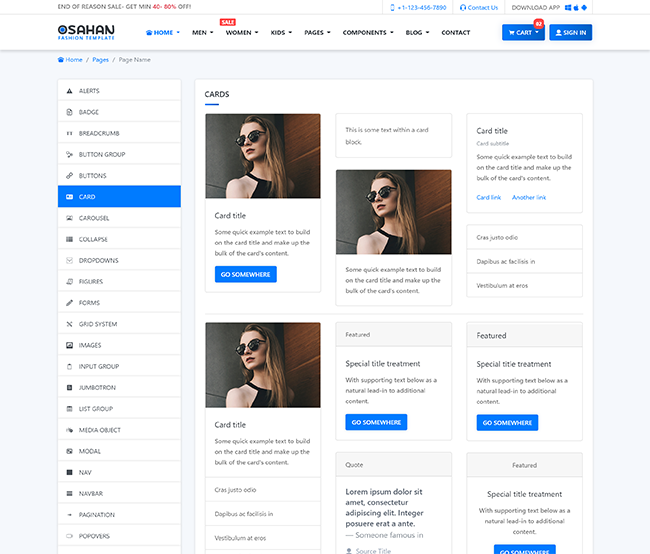 END OF REASON SALE- GET MIN 40- 80% OFF!
+1-123-456-7890
Contact Us
DOWNLOAD APP
OSAHAN
FASHION TEMPLATE
HOME
MEN
SALE
WOMEN
KIDS
PAGES
COMPONENTS
BLOG
CONTACT
CART
02
SIGN IN
Home / Pages / Page Name
ALERTS
BADGE
BREADCRUMB
BUTTON GROUP
BUTTONS
CARD
CAROUSEL
COLLAPSE
DROPDOWNS
FIGURES
FORMS
GRID SYSTEM
IMAGES
INPUT GROUP
JUMBOTRON
LIST GROUP
MEDIA OBJECT
MODAL
NAV
NAVBAR
PAGINATION
POPOVERS
CARDS
Card title
Some quick example text to build
on the card title and make up the
bulk of the card's content.
GO SOMEWHERE
This is some text within a card
block.
Some quick example text to build
on the card title and make up the
bulk of the card's content.
Card title
Card subtitle
Some quick example text to build
on the card title and make up the
bulk of the card's content.
Card link
Another link
Cras justo odio
Dapibus ac facilisis in
Vestibulum at eros
Card title
Some quick example text to build
on the card title and make up the
bulk of the card's content.
Cras justo odio
Dapibus ac facilisis in
Vestibulum at eros
Featured
Special title treatment
With supporting text below as a
natural lead-in to additional
content.
GO SOMEWHERE
Quote
Lorem ipsum dolor sit
amet, consectetur
adipiscing elit. Integer
posuere erat a ante.
— Someone famous in
Source Title
Featured
Special title treatment
With supporting text below as a
natural lead-in to additional
content.
GO SOMEWHERE
Featured
Special title treatment
With supporting text below as a
natural lead-in to additional
content.
GO SOMEWHERE